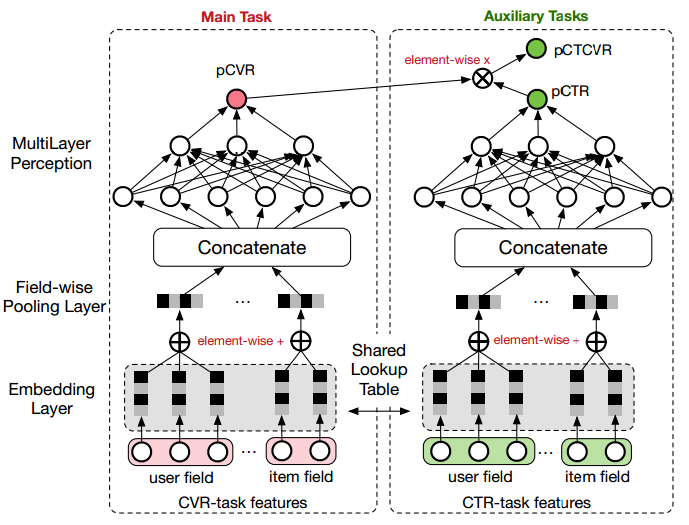 Main Task
Auxiliary Tasks
element-wise x
pCTCVR
pCVR
pCTR
MultiLayer
Perception
Concatenate
Concatenate
Field-wise
Pooling Layer
...
...
element-wise +
element-wise +
Shared
Lookup
Table
Embedding
Layer
...
...
user field
item field
user field
item field
CVR-task features
CTR-task features